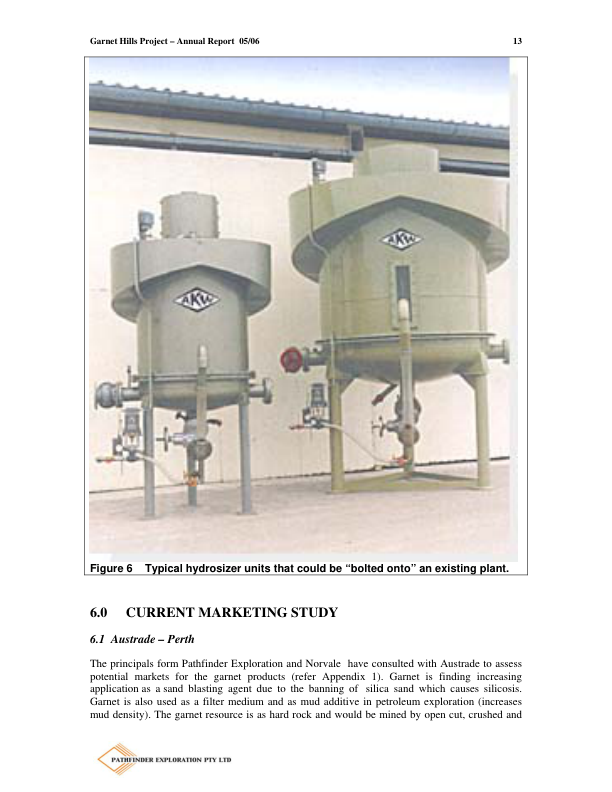 Garnet Hills Project – Annual Report 05/06 13
AKW
AKW
Figure 6 Typical hydrosizer units that could be “bolted onto” an existing plant.
6.0 CURRENT MARKETING STUDY
6.1 Austrade – Perth
The principals form Pathfinder Exploration and Norvale have consulted with Austrade to assess
potential markets for the garnet products (refer Appendix 1). Garnet is finding increasing
application as a sand blasting agent due to the banning of silica sand which causes silicosis.
Garnet is also used as a filter medium and as mud additive in petroleum exploration (increases
mud density). The garnet resource is as hard rock and would be mined by open cut, crushed and
PATHFINDER EXPLORATION PTY LTD